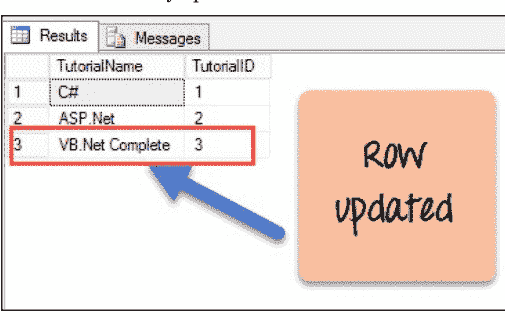 Results Messages
TutorialName TutorialID
1 C# 1
2 ASP.Net 2
3 VB.Net Complete 3
Row
updated